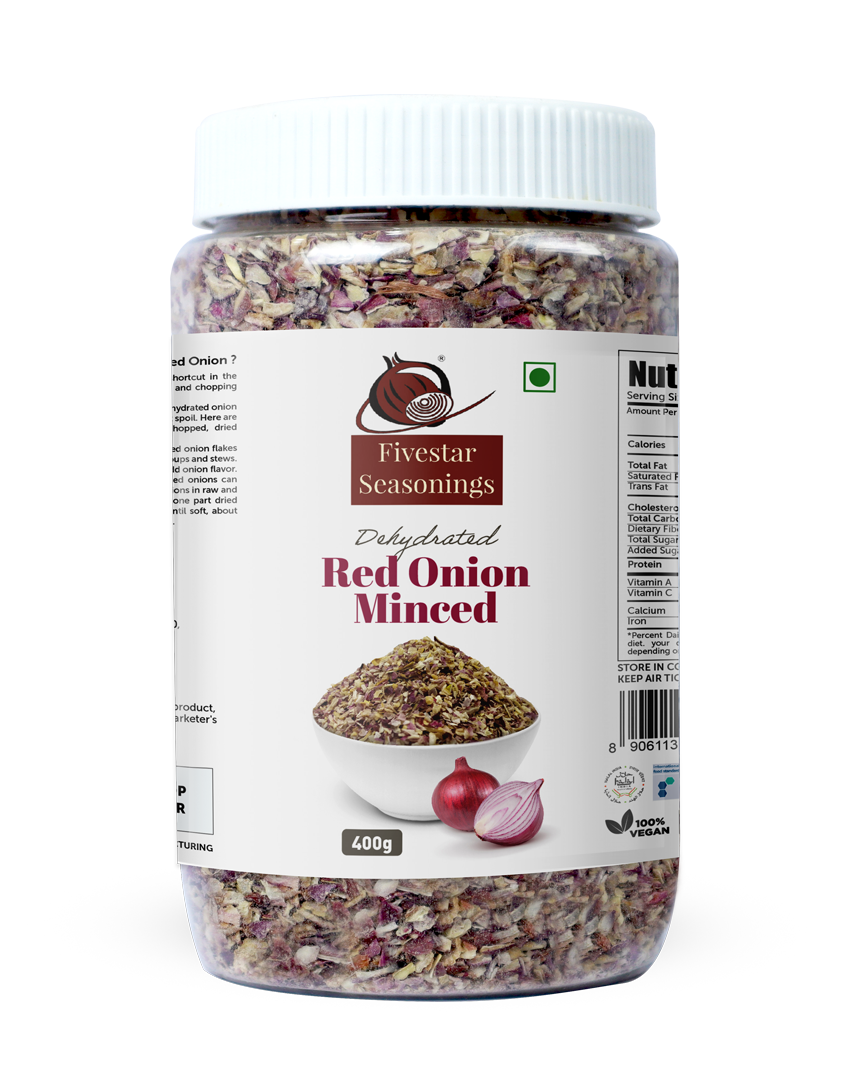 ®
Fivestar
Seasonings
Dehydrated
Red Onion
Minced
400g
ed Onion ?
hortcut in the
and chopping
ydrated onion
spoil. Here are
hopped, dried
ed onion flakes
ups and stews.
ld onion flavor.
ed onions can
ons in raw and
one part dried
ntil soft, about
product,
arketer's
P
R
TURING
Nut
Serving Si
Amount Per
Calories
Total Fat
Saturated F
Trans Fat
Cholestero
Total Carbo
Dietary Fibe
Total Sugar
Added Suga
Protein
Vitamin A
Vitamin C
Calcium
Iron
*Percent Dai
diet. your
depending o
STORE IN CO
KEEP AIR TIG
8 906113
100%
VEGAN